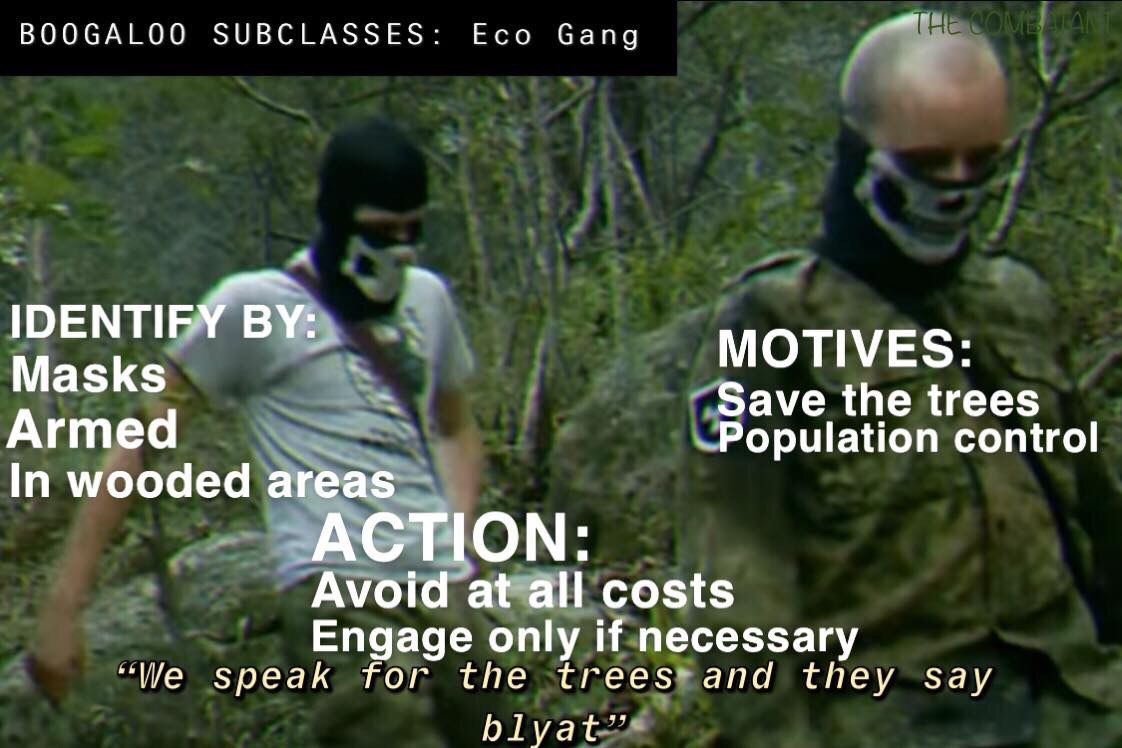 BOOGALOO SUBCLASSES: Eco Gang
THE COMBATANT
IDENTIFY BY:
Masks
Armed
In wooded areas
MOTIVES:
Save the trees
Population control
ACTION:
Avoid at all costs
Engage only if necessary
“We speak for the trees and they say
blyat”